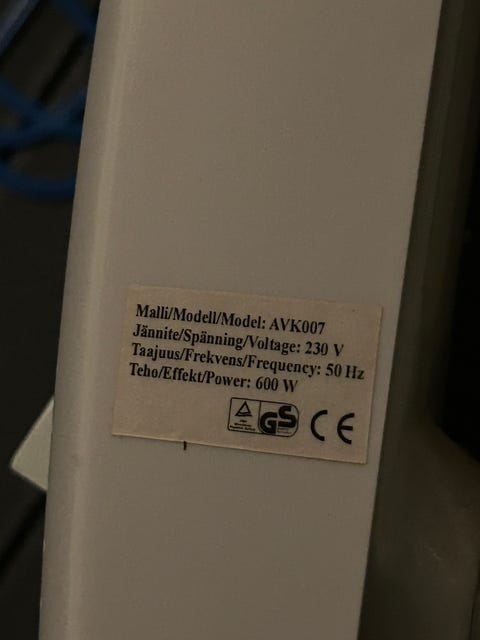 Malli/Modell/Model: AVK007
Jännite/Spänning/Voltage: 230 V
Taajuus/Frekvens/Frequency: 50 Hz
Teho/Effekt/Power: 600 W
GS CE